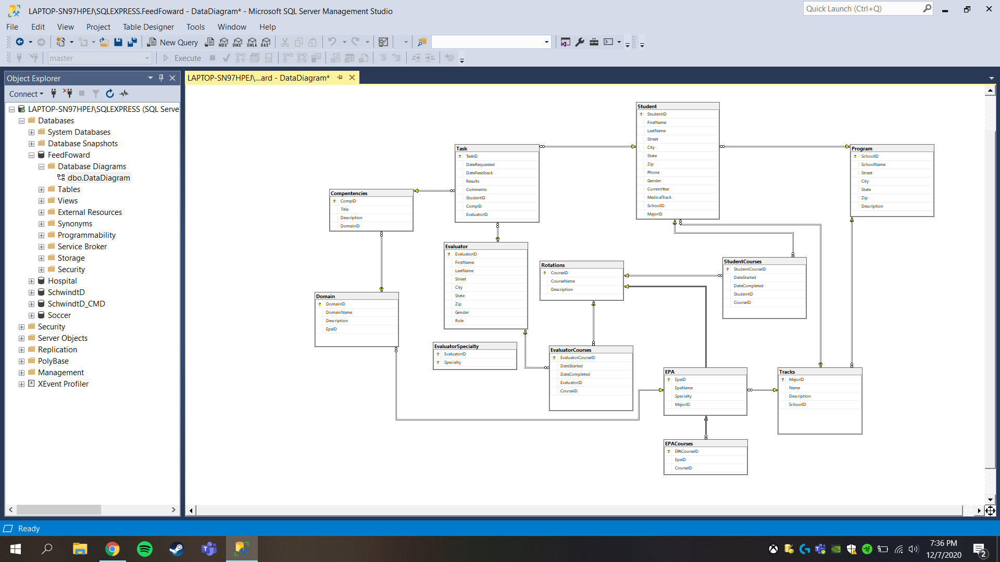 LAPTOP-SN97HPEJ\SQLEXPRESS.FeedFoward - DataDiagram* - Microsoft SQL Server Management Studio
Quick Launch (Ctrl+Q)
File Edit View Project Table Designer Tools Window Help
New Query MDX DMX XMLA DAX
master Execute
Object Explorer
Connect
LAPTOP-SN97HPEJ\SQLEXPRESS (SQL Serve
Databases
System Databases
Database Snapshots
FeedFoward
Database Diagrams
dbo.DataDiagram
Tables
Views
External Resources
Synonyms
Programmability
Service Broker
Storage
Security
Hospital
SchwindtD
SchwindtD_CMD
Soccer
Security
Server Objects
Replication
PolyBase
Management
XEvent Profiler
LAPTOP-SN97HPEJ\...ard - DataDiagram*
Student
StudentID
FirstName
LastName
Street
City
State
Zip
Phone
Gender
CurrentYear
MedicalTrack
SchoolID
MajorID
Task
TaskID
DateRequested
DateFeedback
Results
Comments
StudentID
CompID
EvaluatorID
Program
SchoolID
SchoolName
Street
City
State
Zip
Description
Compentencies
CompID
Title
Description
DomainID
Evaluator
EvaluatorID
FirstName
LastName
Street
City
State
Zip
Gender
Role
Rotations
CourseID
CourseName
Description
StudentCourses
StudentCourseID
DateStarted
DateCompleted
StudentID
CourseID
Domain
DomainID
DomainName
Description
EpaID
EvaluatorSpecialty
EvaluatorID
Specialty
EvaluatorCourses
EvaluatorCourseID
DateStarted
DateCompleted
EvaluatorID
CourseID
EPA
EpaID
EpaName
Specialty
MajorID
Tracks
MajorID
Name
Description
SchoolID
EPACourses
EPACourseID
EpaID
CourseID
Ready
7:36 PM
12/7/2020
2